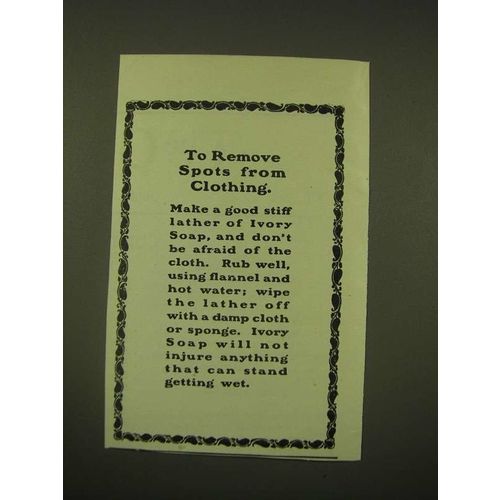 To Remove
Spots from
Clothing.
Make a good stiff
lather of Ivory
Soap, and don't
be afraid of the
cloth. Rub well,
using flannel and
hot water; wipe
the lather off
with a damp cloth
or sponge. Ivory
Soap will not
injure anything
that can stand
getting wet.